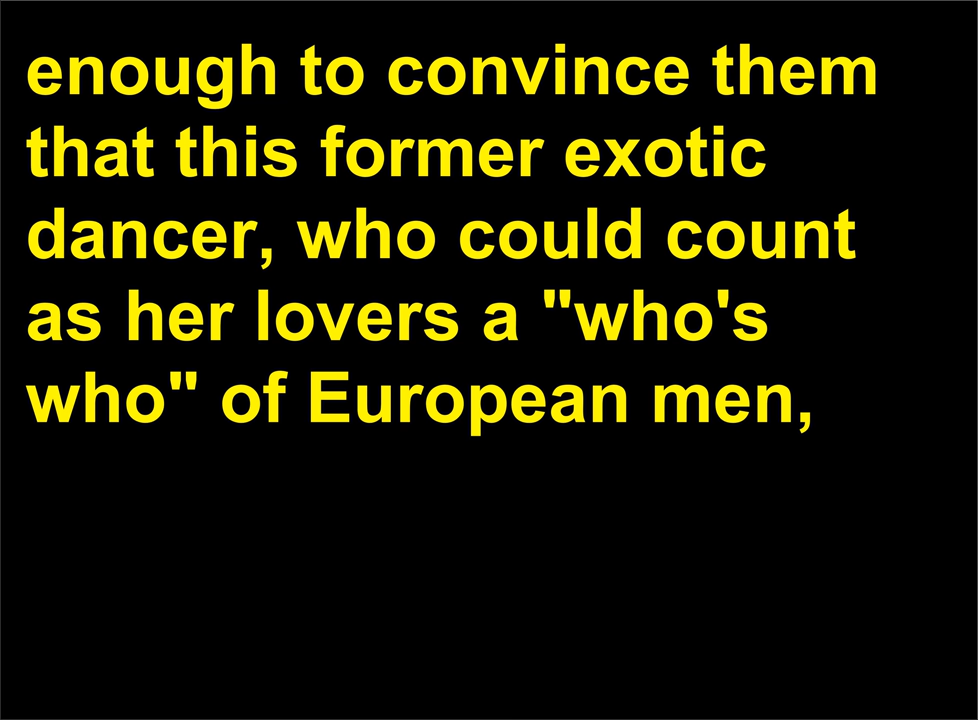 enough to convince them
that this former exotic
dancer, who could count
as her lovers a "who's
who" of European men,